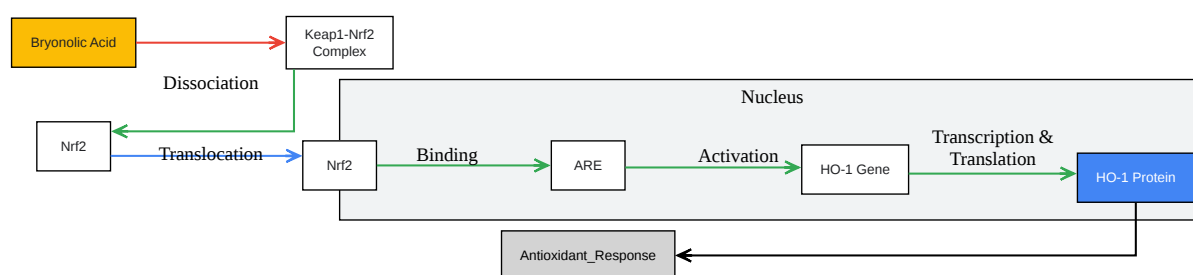 Bryonolic Acid
Keap1-Nrf2
Complex
Dissociation
Nucleus
Nrf2
Translocation
Nrf2
Binding
ARE
Activation
HO-1 Gene
Transcription &
Translation
HO-1 Protein
Antioxidant_Response